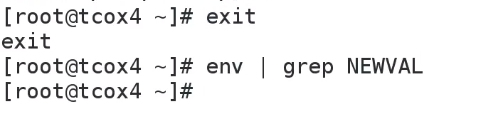 [root@tcox4 ~]# exit
exit
[root@tcox4 ~]# env | grep NEWVAL
[root@tcox4 ~]#